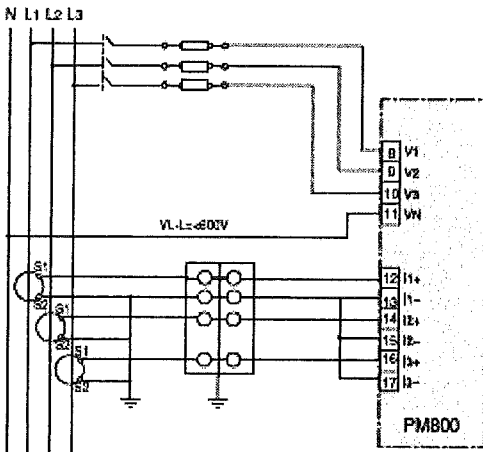 N L1 L2 L3
8 V1
9 V2
10 V3
11 VN
VL-L≤600V
12 I1+
13 I1-
14 I2+
15 I2-
16 I3+
17 I3-
S1
S2
S1
S2
S1
S2
PM800